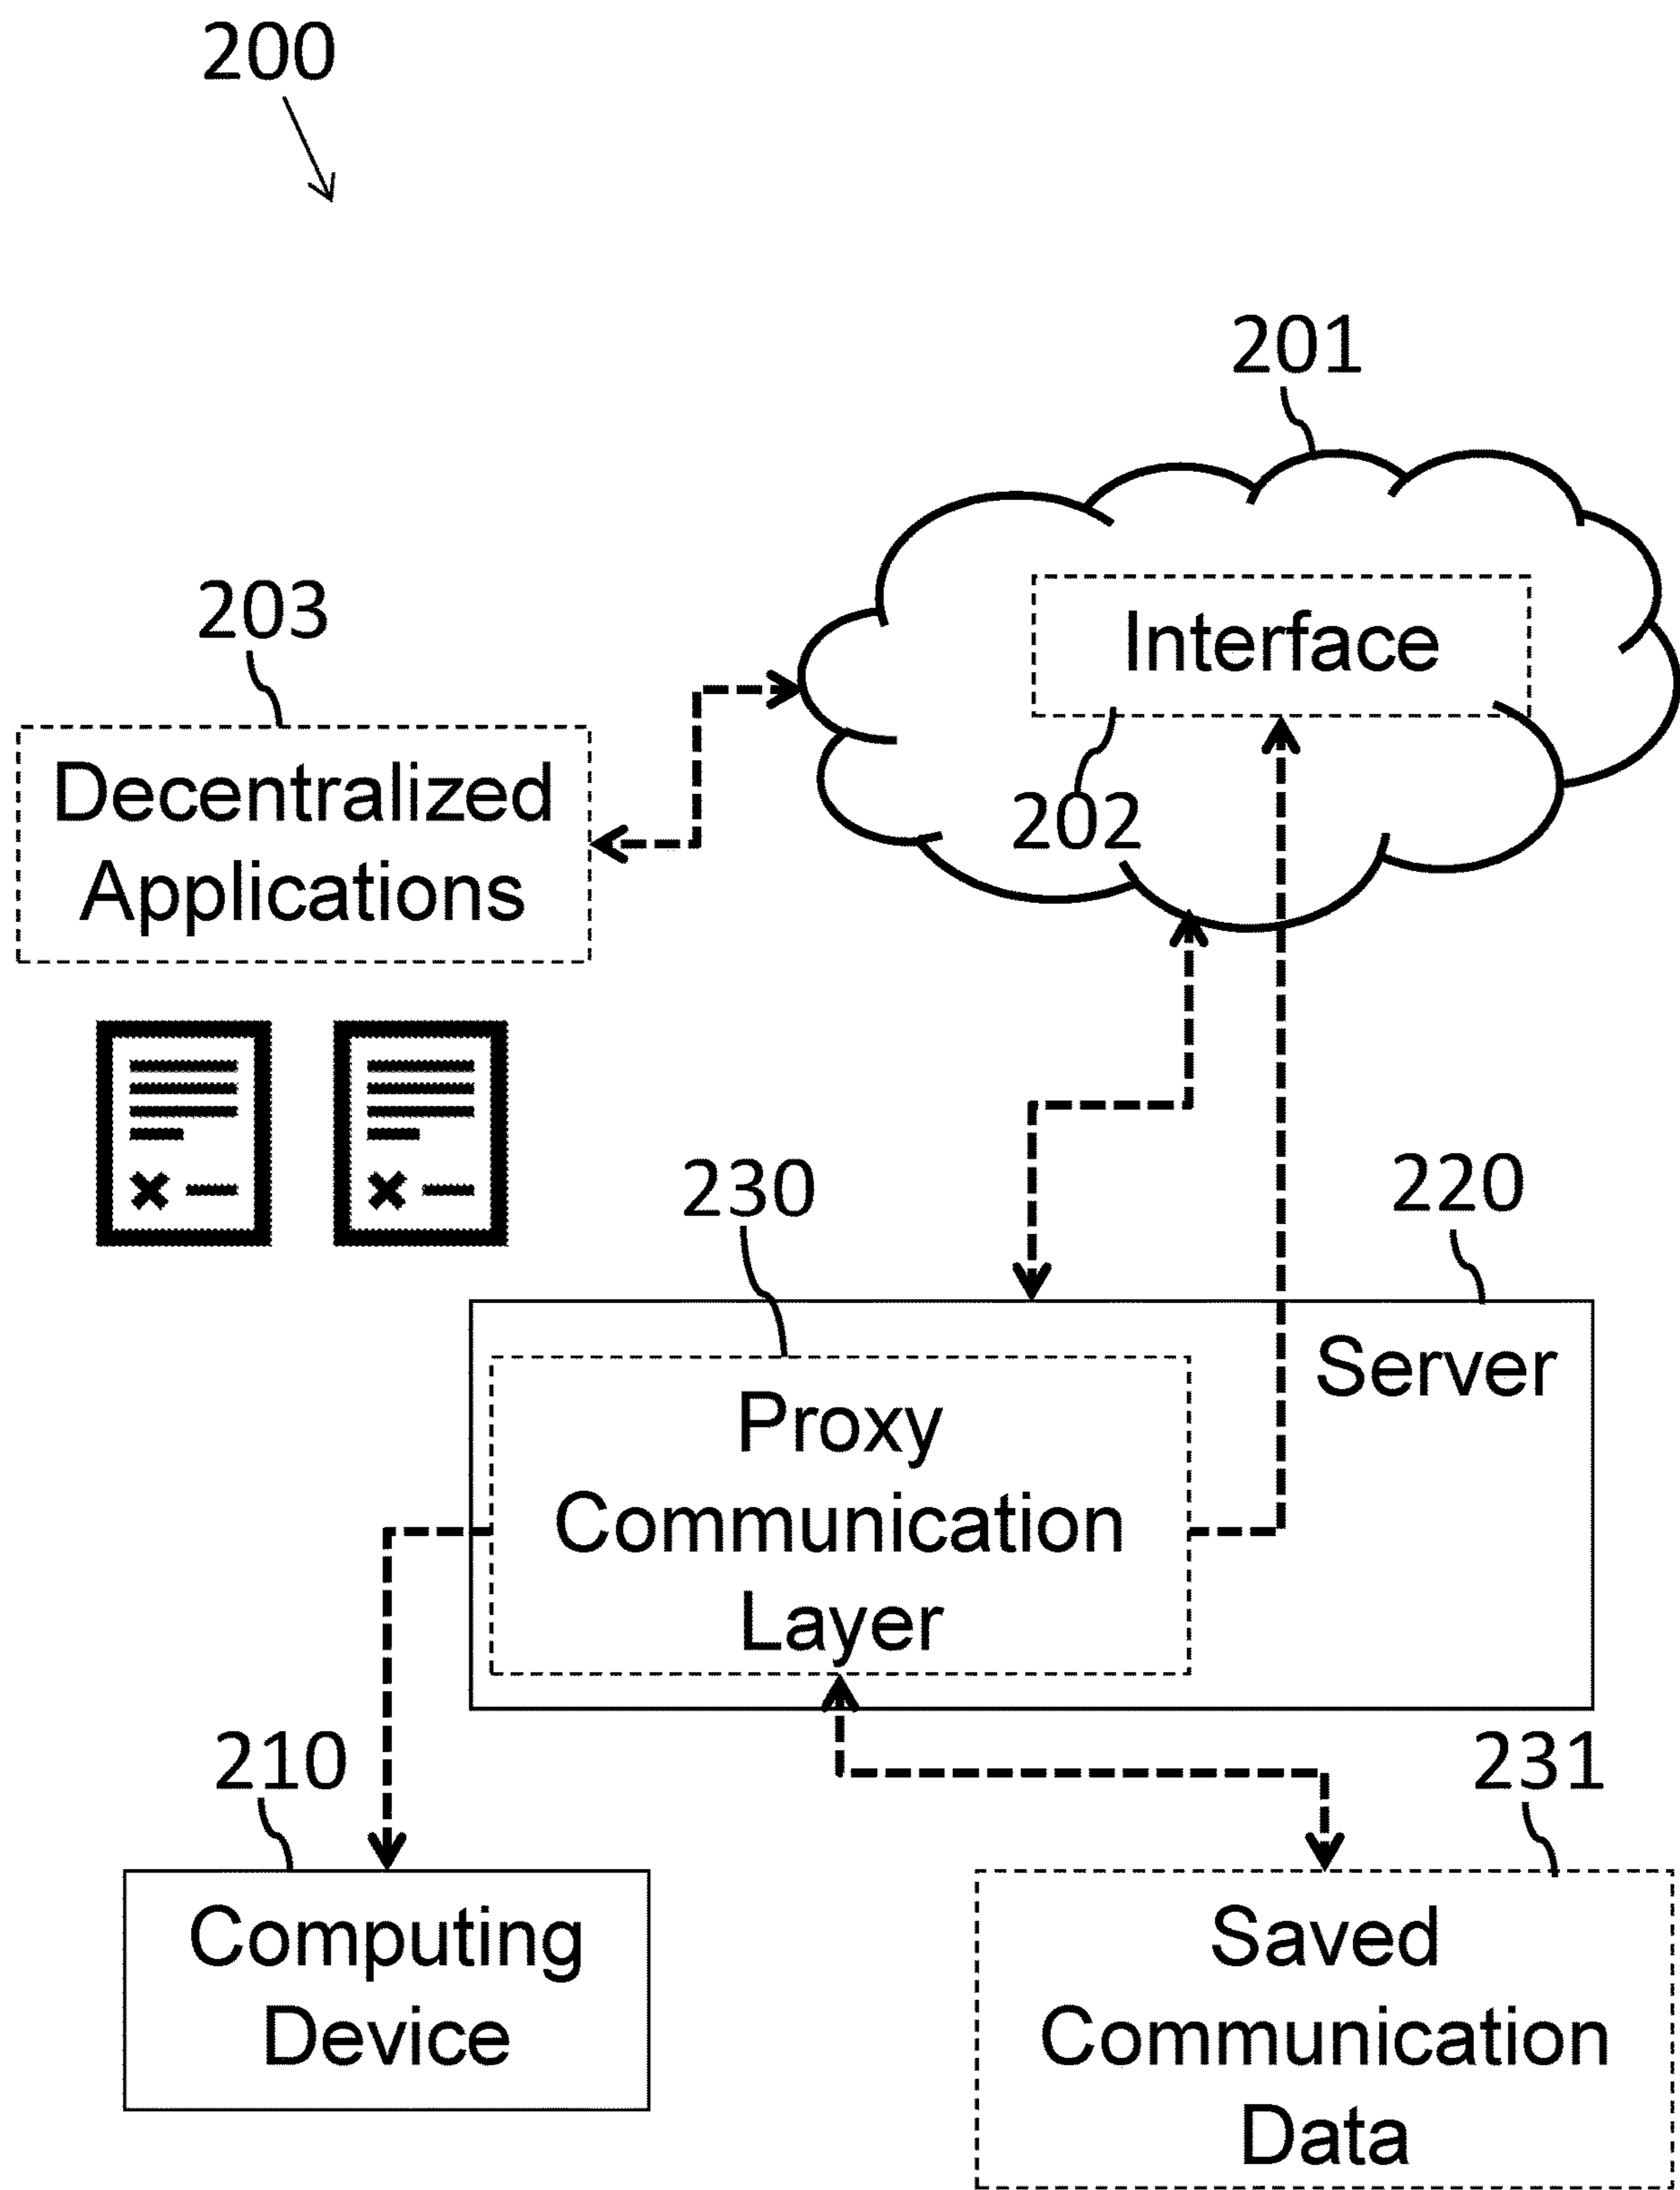 200
201
Interface
202
203
Decentralized
Applications
230
220
Server
Proxy
Communication
Layer
210
231
Computing
Device
Saved
Communication
Data